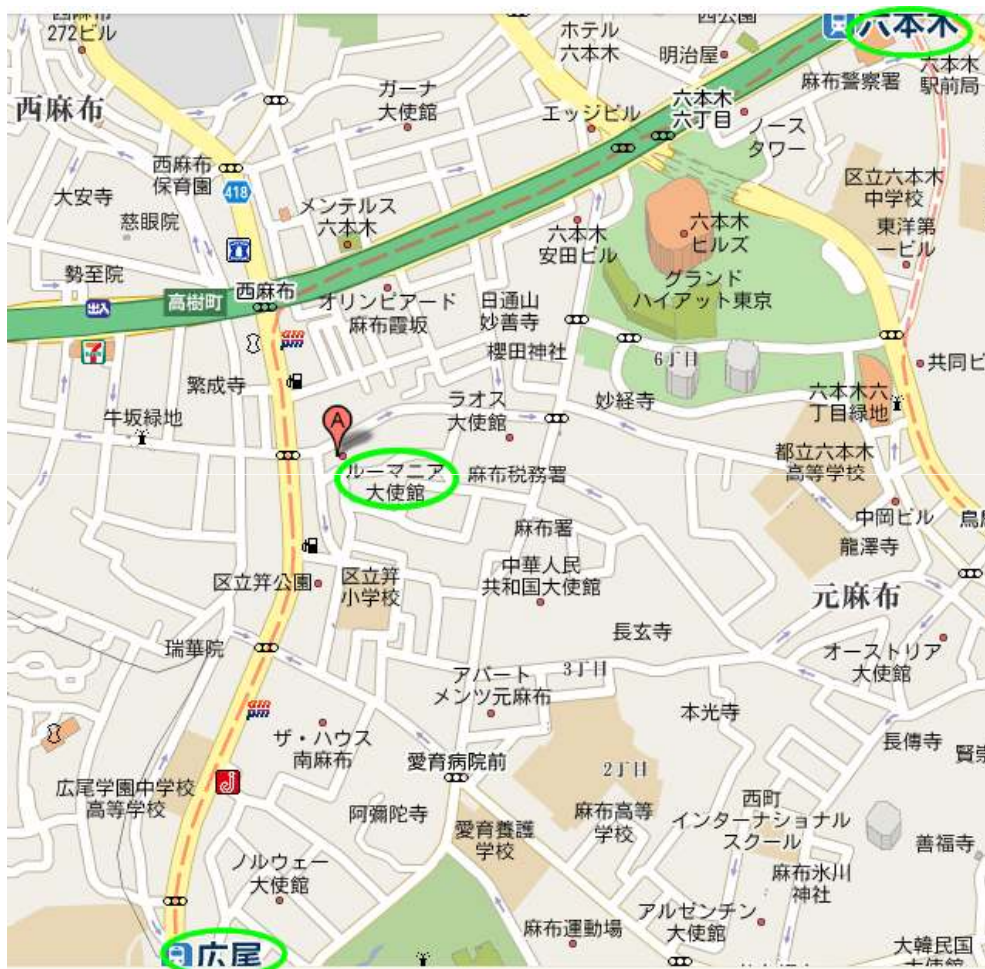 西麻布
272ビル
西公園
六本木
ホテル
六本木
明治屋
麻布警察署
六本木
駅前局
ガーナ
大使館
エッジビル
六本木
六丁目
ノース
タワー
西麻布
西麻布
保育園
418
大安寺
慈眼院
メンテルス
六本木
六本木
安田ビル
六本木
ヒルズ
区立六本木
中学校
東洋第
一ビル
勢至院
出入
高樹町
西麻布
オリンピアード
麻布霞坂
日通山
妙善寺
グランド
ハイアット東京
am
pm
7
櫻田神社
6丁目
共同ビ
繁成寺
牛坂緑地
ラオス
大使館
妙経寺
六本木六
丁目緑地
A
ルーマニア
大使館
麻布税務署
都立六本木
高等学校
麻布署
中岡ビル
鳥
龍澤寺
区立笄公園
区立笄
小学校
中華人民
共和国大使館
元麻布
瑞華院
長玄寺
オーストリア
大使館
アパート
メンツ元麻布
3丁目
本光寺
am
pm
ザ・ハウス
南麻布
愛育病院前
長傳寺
賢崇
広尾学園中学校
高等学校
J
2丁目
阿彌陀寺
愛育養護
学校
麻布高等
学校
西町
インターナショナル
スクール
善福寺
ノルウェー
大使館
麻布氷川
神社
麻布運動場
アルゼンチン
大使館
広尾
大韓民国
大使館